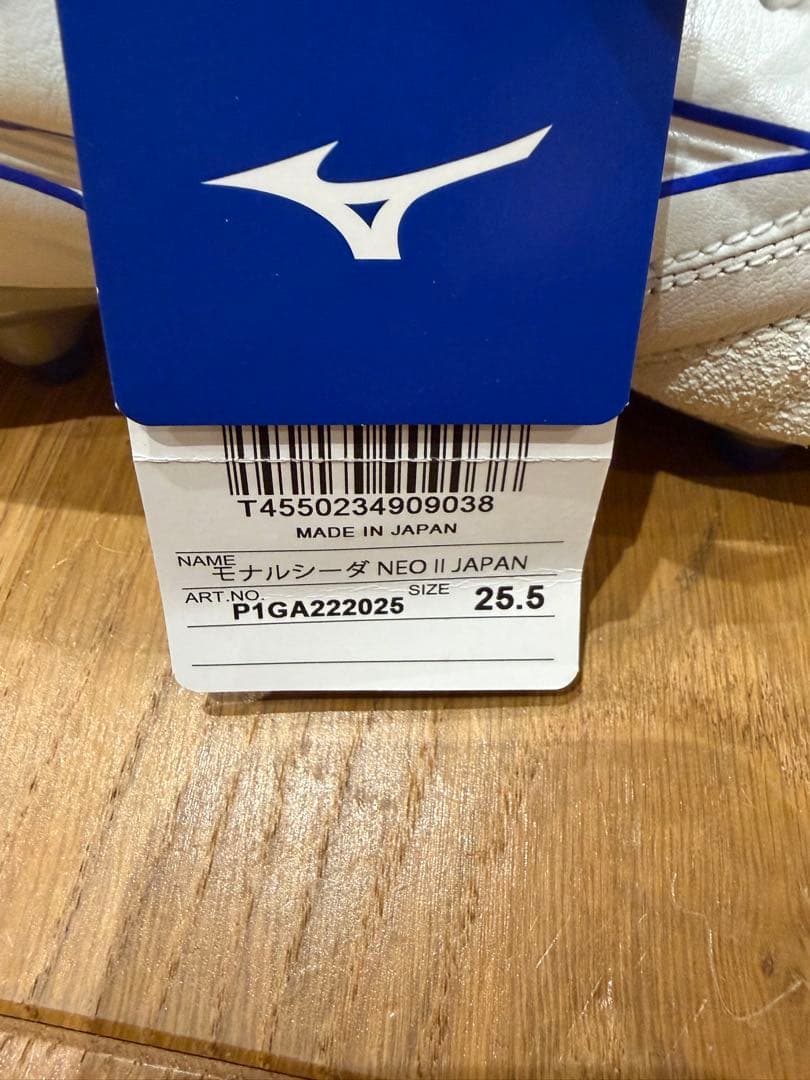 T4550234909038
MADE IN JAPAN
NAME モナルシーダ NEO II JAPAN
ART.NO. P1GA222025 SIZE 25.5